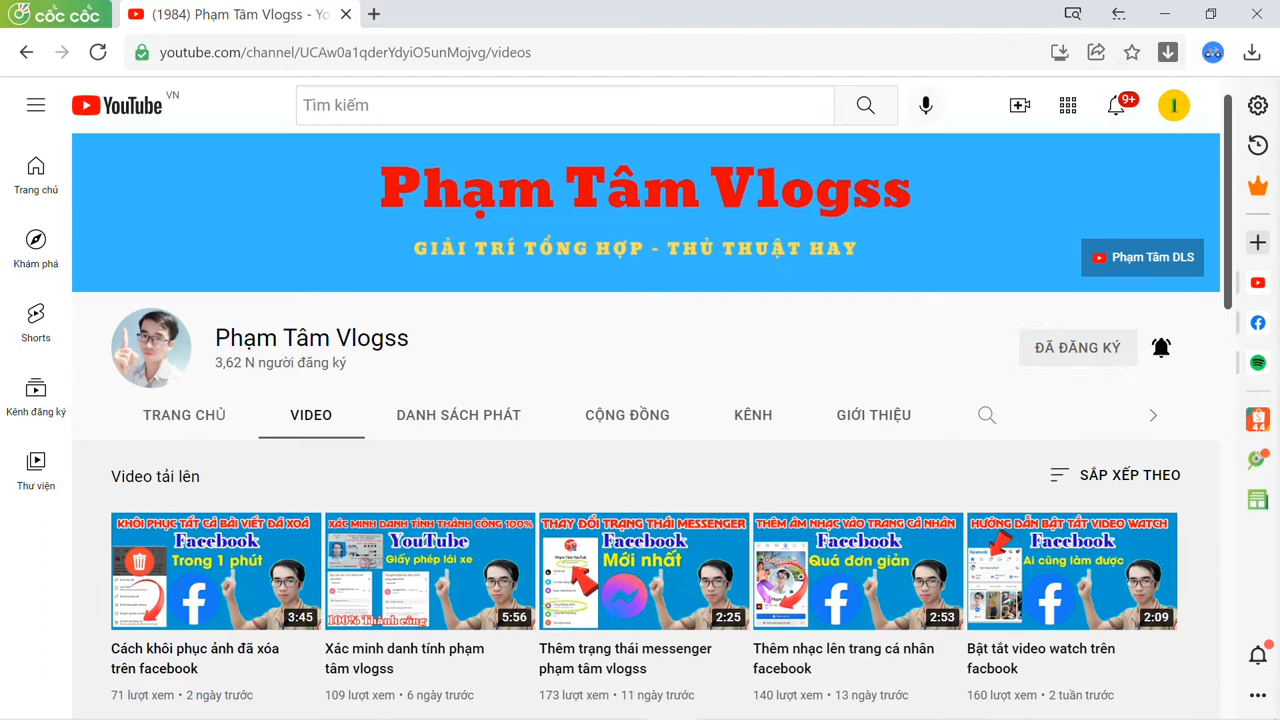 cốc cốc
(1984) Phạm Tâm Vlogss - Yo
youtube.com/channel/UCAw0a1qderYdyiO5unMojvg/videos
YouTube VN
Tìm kiếm
9+
1
Phạm Tâm Vlogss
GIẢI TRÍ TỔNG HỢP - THỦ THUẬT HAY
Phạm Tâm DLS
Trang chủ
Khám phá
Shorts
Kênh đăng ký
Thư viện
Phạm Tâm Vlogss
3,62 N người đăng ký
ĐÃ ĐĂNG KÝ
TRANG CHỦ VIDEO DANH SÁCH PHÁT CỘNG ĐỒNG KÊNH GIỚI THIỆU
4.4
Video tải lên
SẮP XẾP THEO
KHÔI PHỤC TẤT CẢ BÀI VIẾT ĐÃ XOÁ
Facebook
Trong 1 phút
3:45
Cách khôi phục ảnh đã xóa
trên facebook
71 lượt xem • 2 ngày trước
XÁC MINH DANH TÍNH THÀNH CÔNG 100%
YouTube
Giấy phép lái xe
100% Thành công
5:56
Xác minh danh tính phạm
tâm vlogss
109 lượt xem • 6 ngày trước
THAY ĐỔI TRẠNG THÁI MESSENGER
Facebook
Mới nhất
2:25
Thêm trạng thái messenger
phạm tâm vlogss
173 lượt xem • 11 ngày trước
THÊM ÂM NHẠC VÀO TRANG CÁ NHÂN
Facebook
Quá đơn giản
2:53
Thêm nhạc lên trang cá nhân
facebook
140 lượt xem • 13 ngày trước
HƯỚNG DẪN BẬT TẮT VIDEO WATCH
Facebook
Ai cũng làm được
2:09
Bật tắt video watch trên
facbook
160 lượt xem • 2 tuần trước